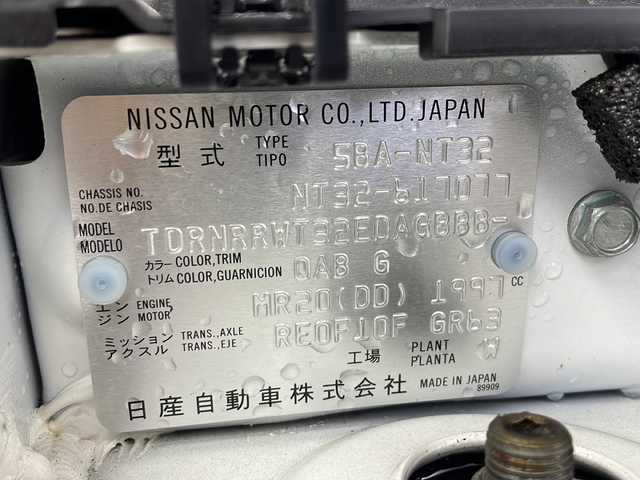 NISSAN MOTOR CO.,LTD.JAPAN
型式 TYPE TIPO 5BA-NT32
CHASSIS NO. NO.DE CHASIS NT32-617077
MODEL MODELO TDRNRRWT32EDAGBBB-
カラー COLOR,TRIM トリム COLOR,GUARNICION QAB G
エンジン ENGINE MOTOR MR20(DD) 1997 CC
ミッション アクスル TRANS.,AXLE TRANS.,EJE RE0F10F GR63
工場 PLANT PLANTA W
日産自動車株式会社 MADE IN JAPAN
89909